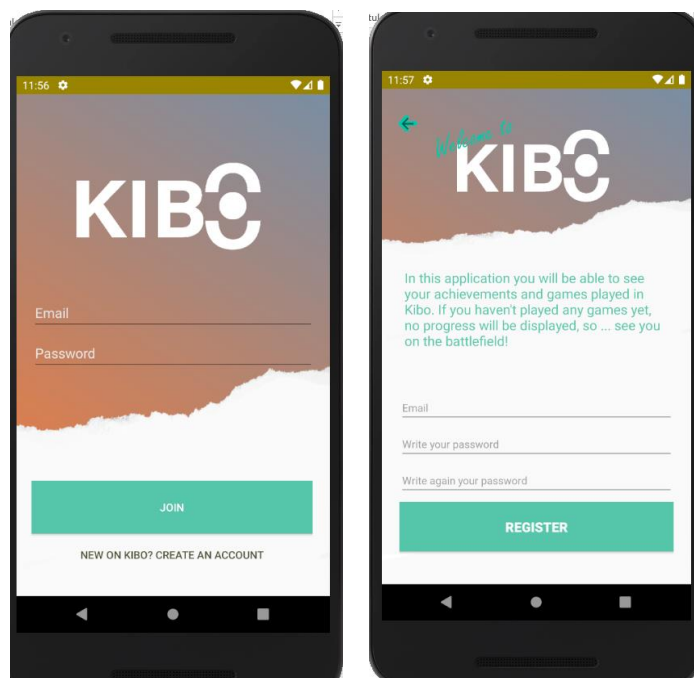 11:56
KIBO
Email
Password
JOIN
NEW ON KIBO? CREATE AN ACCOUNT
tul
11:57
Welcome to
KIBO
In this application you will be able to see
your achievements and games played in
Kibo. If you haven't played any games yet,
no progress will be displayed, so ... see you
on the battlefield!
Email
Write your password
Write again your password
REGISTER